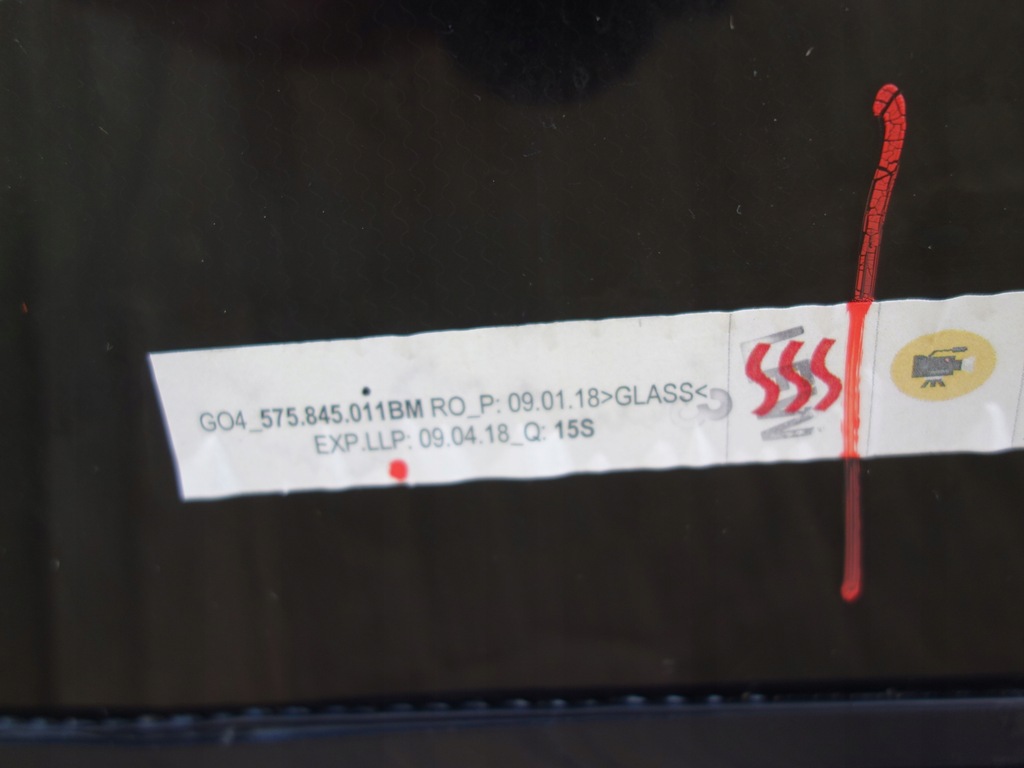 GO4_575.845.011BM RO_P: 09.01.18>GLASS<
EXP.LLP: 09.04.18_Q: 15S